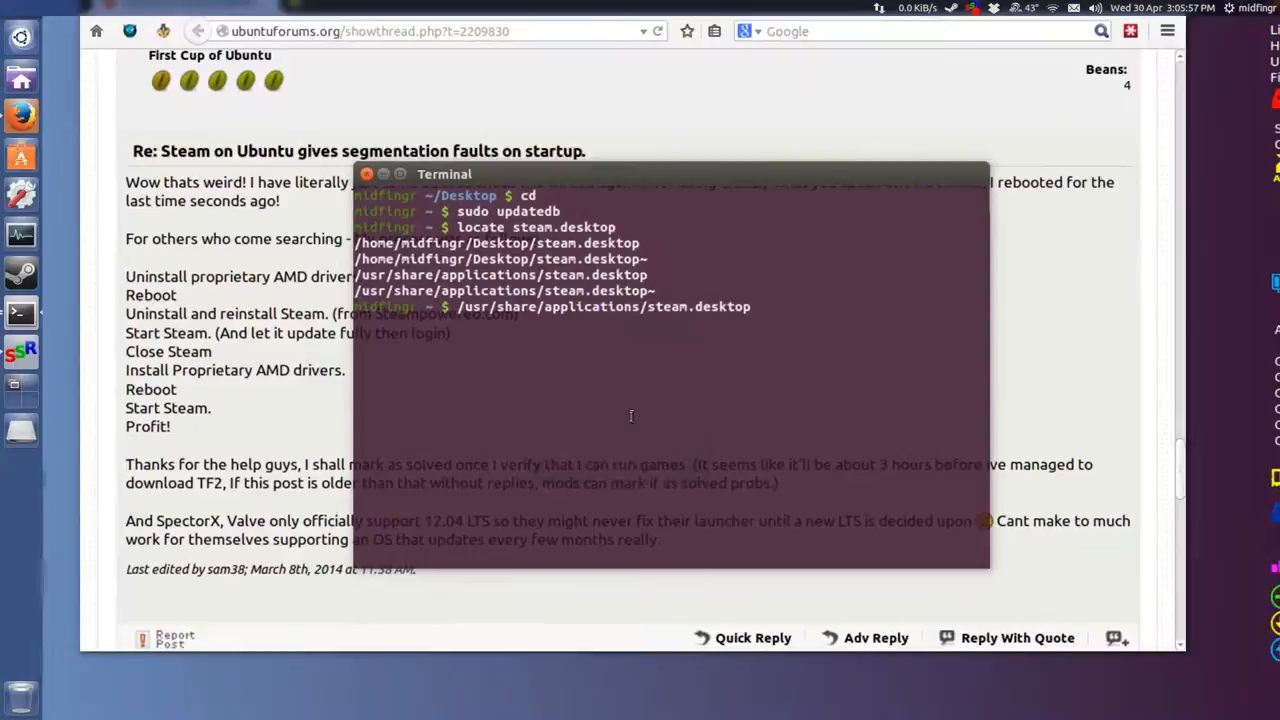 0.0 KiB/s
43°
Wed 30 Apr 3:05:57 PM
midfingr
ubuntuforums.org/showthread.php?t=2209830
Google
First Cup of Ubuntu
Beans:
4
Re: Steam on Ubuntu gives segmentation faults on startup.
Wow thats weird! I have literally I rebooted for the
last time seconds ago!
For others who come searching -
Uninstall proprietary AMD driver
Reboot
Uninstall and reinstall Steam. (from Steampowered.com)
Start Steam. (And let it update fully then login)
Close Steam
Install Proprietary AMD drivers.
Reboot
Start Steam.
Profit!
Thanks for the help guys, I shall mark as solved once I verify that I can run games. (It seems like it'll be about 3 hours before ive managed to
download TF2, If this post is older than that without replies, mods can mark it as solved probs.)
And SpectorX, Valve only officially support 12.04 LTS so they might never fix their launcher until a new LTS is decided upon Cant make to much
work for themselves supporting an OS that updates every few months really.
Last edited by sam38; March 8th, 2014 at 11:38 AM.
Report
Post
Quick Reply
Adv Reply
Reply With Quote
Terminal
midfingr ~/Desktop $ cd
midfingr ~ $ sudo updatedb
midfingr ~ $ locate steam.desktop
/home/midfingr/Desktop/steam.desktop
/home/midfingr/Desktop/steam.desktop~
/usr/share/applications/steam.desktop
/usr/share/applications/steam.desktop~
midfingr ~ $ /usr/share/applications/steam.desktop
SSR